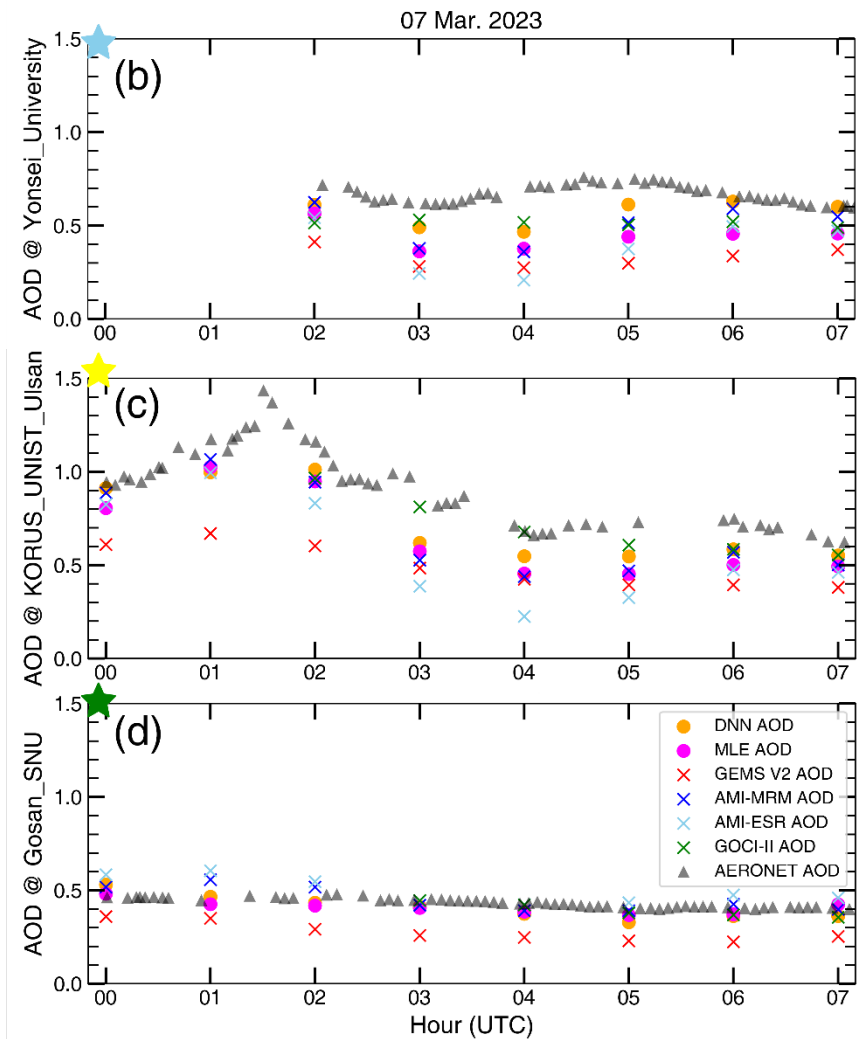 07 Mar. 2023
(b)
AOD @ Yonsei_University
1.5
1.0
0.5
0.0
00 01 02 03 04 05 06 07
(c)
AOD @ KORUS_UNIST_Ulsan
1.5
1.0
0.5
0.0
00 01 02 03 04 05 06 07
(d)
AOD @ Gosan_SNU
1.5
1.0
0.5
0.0
DNN AOD
MLE AOD
GEMS V2 AOD
AMI-MRM AOD
AMI-ESR AOD
GOCI-II AOD
AERONET AOD
00 01 02 03 04 05 06 07
Hour (UTC)